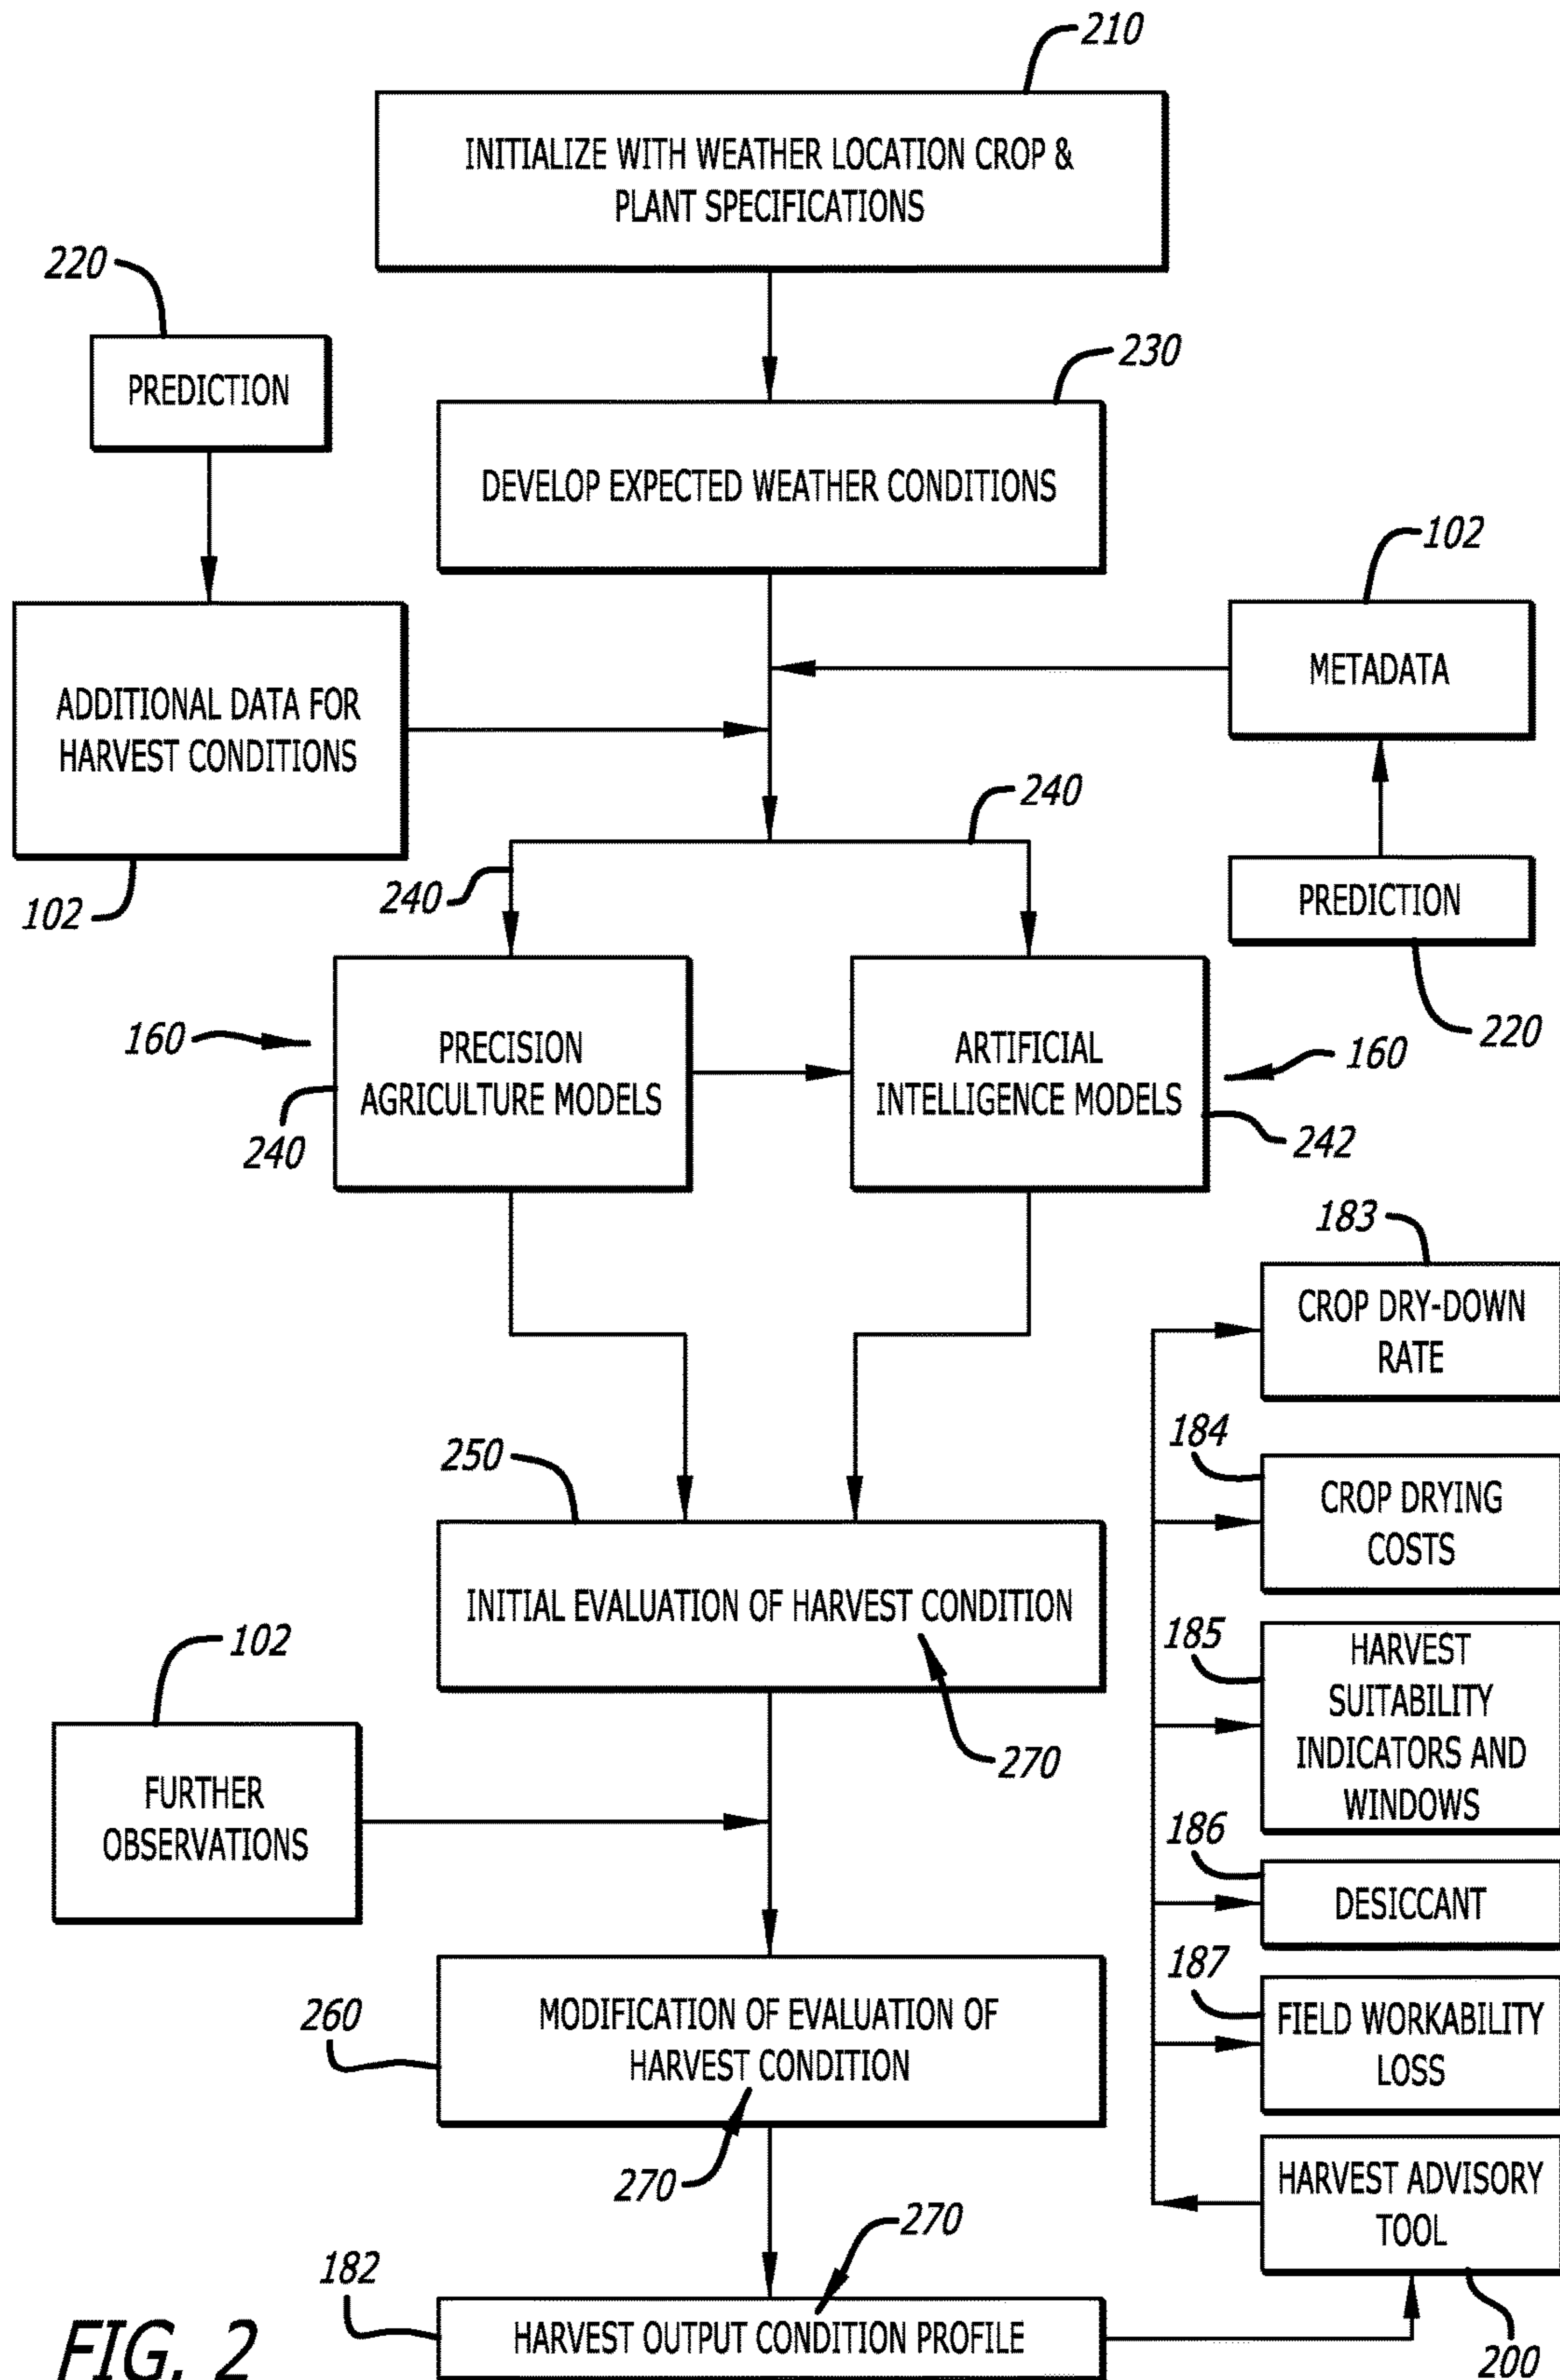 210
INITIALIZE WITH WEATHER LOCATION CROP &
PLANT SPECIFICATIONS
220
PREDICTION
230
DEVELOP EXPECTED WEATHER CONDITIONS
102
METADATA
ADDITIONAL DATA FOR
HARVEST CONDITIONS
102
240
240
PREDICTION
220
160
PRECISION
AGRICULTURE MODELS
240
ARTIFICIAL
INTELLIGENCE MODELS
160
242
183
CROP DRY-DOWN
RATE
184
CROP DRYING
COSTS
250
INITIAL EVALUATION OF HARVEST CONDITION
270
185
HARVEST
SUITABILITY
INDICATORS AND
WINDOWS
102
FURTHER
OBSERVATIONS
186
DESICCANT
187
FIELD WORKABILITY
LOSS
260
MODIFICATION OF EVALUATION OF
HARVEST CONDITION
270
HARVEST ADVISORY
TOOL
200
270
182
HARVEST OUTPUT CONDITION PROFILE
FIG. 2